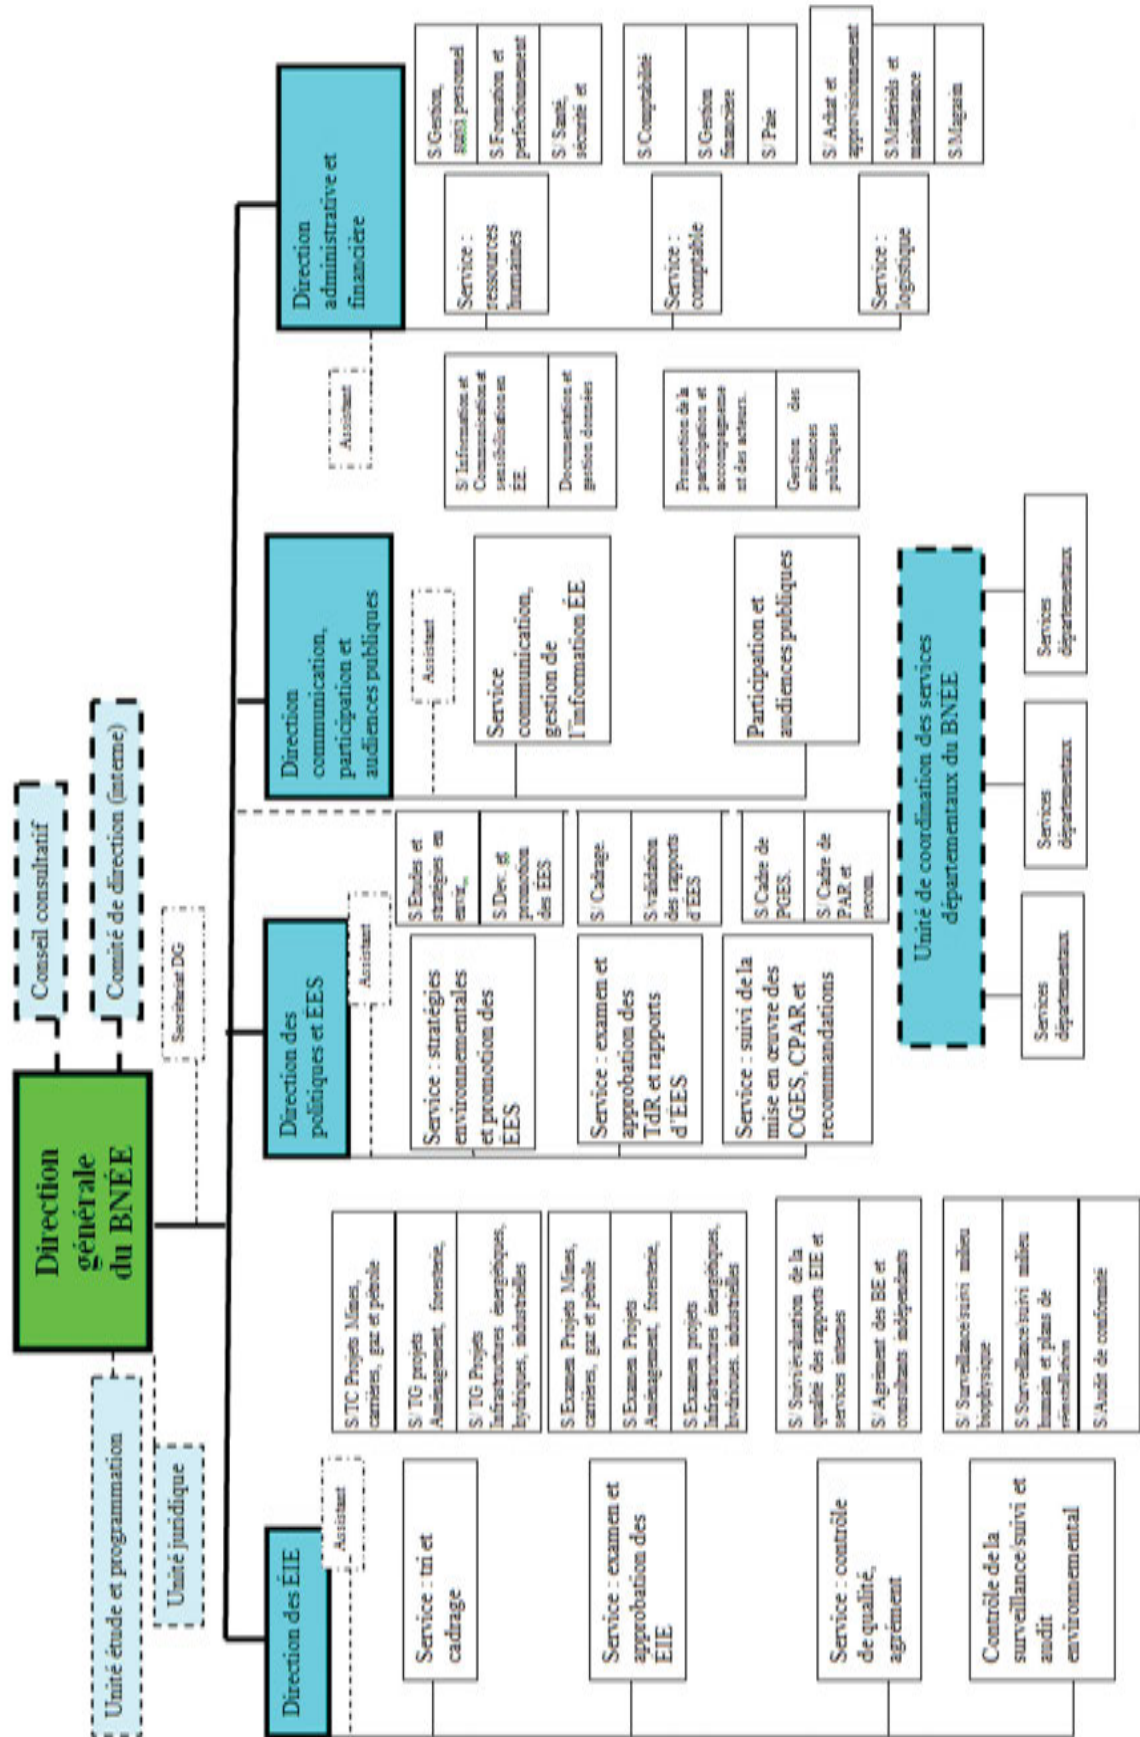 Direction
générale
du BNÉE
Conseil consultatif
Comité de direction (interne)
Unité étude et programmation
Unité juridique
Secrétariat DG
Direction des ÉIE
Assistant
Service : tri et
cadrage
S/TC Projets Mines,
carrières, gaz et pétrole
S/ TG projets
Aménagement, foresterie,
S/ TG Projets
Infrastructures énergétiques,
hydriques, industrielles
Service : examen et
approbation des
ÉIE
S/Examen Projets Mines,
carrières, gaz et pétrole
S/Examen Projets
Aménagement, foresterie,
S/Examen projets
Infrastructures énergétiques,
hydriques, industrielles
Service : contrôle
de qualité,
agrément
S/ Suivi/évaluation de la
qualité des rapports EIE et
services internes
S/ Agrément des BE et
consultants indépendants
Contrôle de la
surveillance/suivi et
audit
environnemental
S/ Surveillance/suivi milieu
biophysique
S/Surveillance/suivi milieu
humain et plans de
réinstallation
S/Audit de conformité
Direction des
politiques et ÉES
Assistant
Service : stratégies
environnementales
et promotion des
ÉES
S/Etudes et
stratégies en
envir.,
S/Dev. et
promotion
des ÉES
Service : examen et
approbation des
TdR et rapports
d'ÉES
S/ Cadrage.
S/validation
des rapports
d'ÉES
Service : suivi de la
mise en œuvre des
CGES, CPAR et
recommandations
S/Cadre de
PGES.
S/ Cadre de
PAR et
recom.
Direction
communication,
participation et
audiences publiques
Assistant
Service
communication,
gestion de
l'information ÉE
S/ Information et
Communication et
sensibilisation en
ÉE.
Documentation et
gestion données
Participation et
audiences publiques
Promotion de la
participation et
accompagneme
nt des acteurs.
Gestion des
audiences
publiques
Direction
administrative et
financière
Assistant
Service :
ressources
humaines
S/Gestion,
suivi personnel
S/Formation et
perfectionnement
S/ Santé,
sécurité et
Service :
comptable
S/Comptabilité
S/Gestion
financière
S/ Paie
Service :
logistique
S/ Achat et
approvisionnement
S/Matériels et
maintenance
S/Magasin
Unité de coordination des services
départementaux du BNÉE
Services
départementaux
Services
départementaux
Services
départementaux